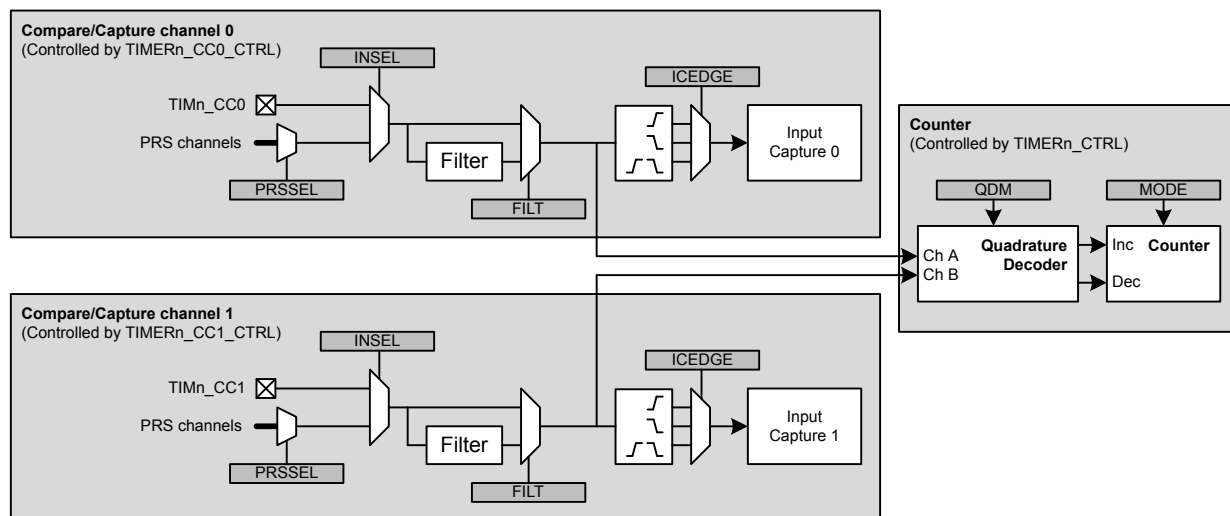 Compare/Capture channel 0
(Controlled by TIMERn_CC0_CTRL)
INSEL
ICEDGE
TIMn_CC0
PRS channels
Filter
Input
Capture 0
PRSSEL
FILT
Counter
(Controlled by TIMERn_CTRL)
QDM
MODE
Ch A
Ch B
Quadrature
Decoder
Inc
Dec
Counter
Compare/Capture channel 1
(Controlled by TIMERn_CC1_CTRL)
INSEL
ICEDGE
TIMn_CC1
PRS channels
Filter
Input
Capture 1
PRSSEL
FILT